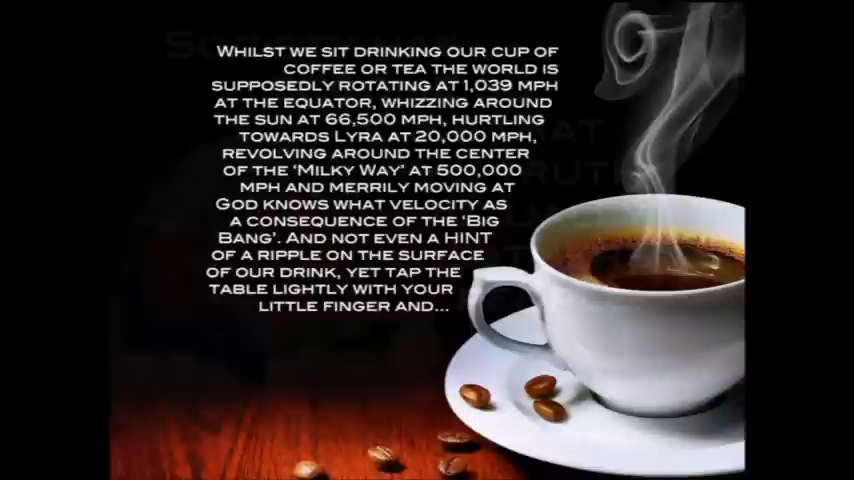 WHILST WE SIT DRINKING OUR CUP OF
COFFEE OR TEA THE WORLD IS
SUPPOSEDLY ROTATING AT 1,039 MPH
AT THE EQUATOR, WHIZZING AROUND
THE SUN AT 66,500 MPH, HURTLING
TOWARDS LYRA AT 20,000 MPH,
REVOLVING AROUND THE CENTER
OF THE ‘MILKY WAY’ AT 500,000
MPH AND MERRILY MOVING AT
GOD KNOWS WHAT VELOCITY AS
A CONSEQUENCE OF THE ‘BIG
BANG’. AND NOT EVEN A HINT
OF A RIPPLE ON THE SURFACE
OF OUR DRINK, YET TAP THE
TABLE LIGHTLY WITH YOUR
LITTLE FINGER AND...